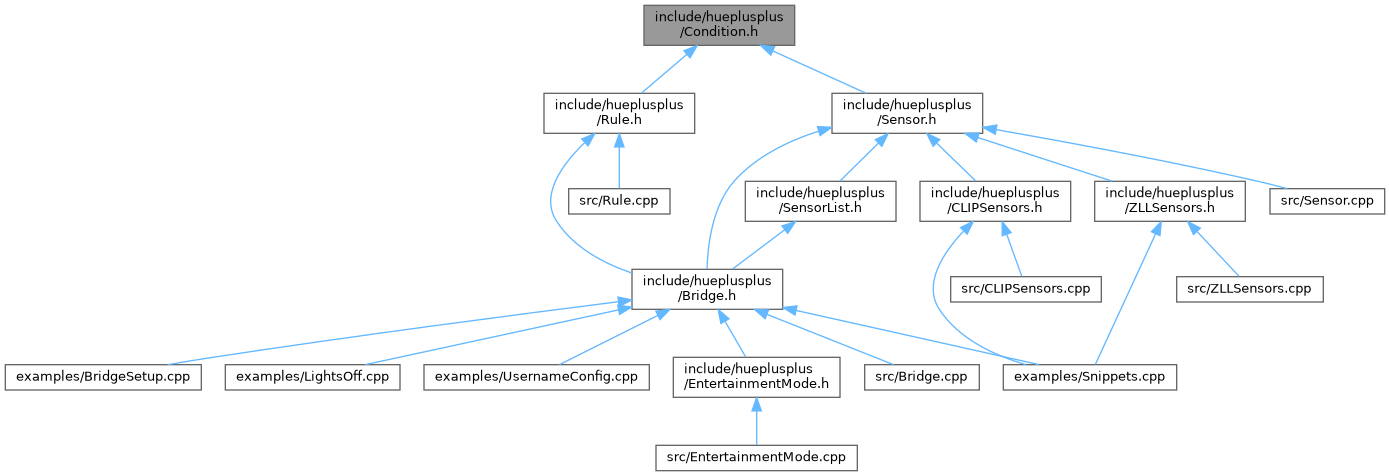 include/hueplusplus
/Condition.h
include/hueplusplus
/Rule.h
include/hueplusplus
/Sensor.h
src/Rule.cpp
include/hueplusplus
/SensorList.h
include/hueplusplus
/CLIPSensors.h
include/hueplusplus
/ZLLSensors.h
src/Sensor.cpp
include/hueplusplus
/Bridge.h
src/CLIPSensors.cpp
src/ZLLSensors.cpp
examples/BridgeSetup.cpp
examples/LightsOff.cpp
examples/UsernameConfig.cpp
include/hueplusplus
/EntertainmentMode.h
src/Bridge.cpp
examples/Snippets.cpp
src/EntertainmentMode.cpp